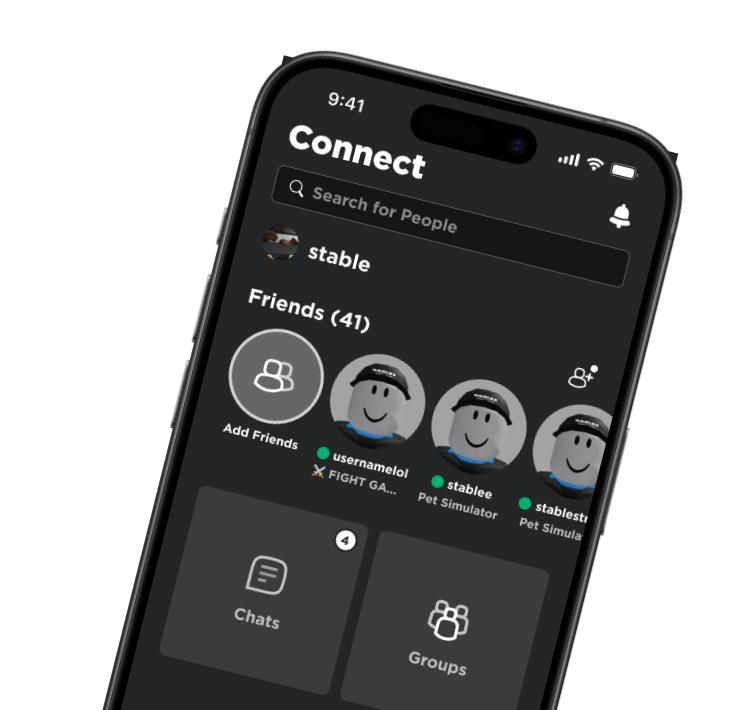 9:41
Connect
Search for People
stable
Friends (41)
Add Friends
usernamelol
FIGHT GA...
stablee
Pet Simulator
stablestr
Pet Simula
4
Chats
Groups